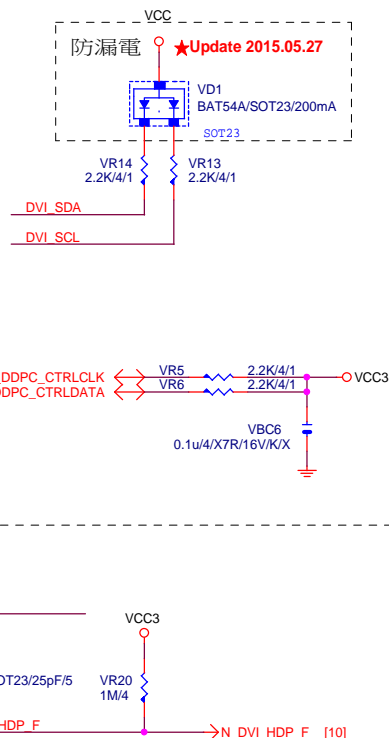 VCC
防漏電 ★Update 2015.05.27
VD1
BAT54A/SOT23/200mA
SOT23
VR14
2.2K/4/1
VR13
2.2K/4/1
DVI_SDA
DVI_SCL
DDPC_CTRLCLK VR5 2.2K/4/1 VCC3
DPC_CTRLDATA VR6 2.2K/4/1
VBC6
0.1u/4/X7R/16V/K/X
VCC3
OT23/25pF/5
VR20
1M/4
HDP_F
N_DVI_HDP_F [10]